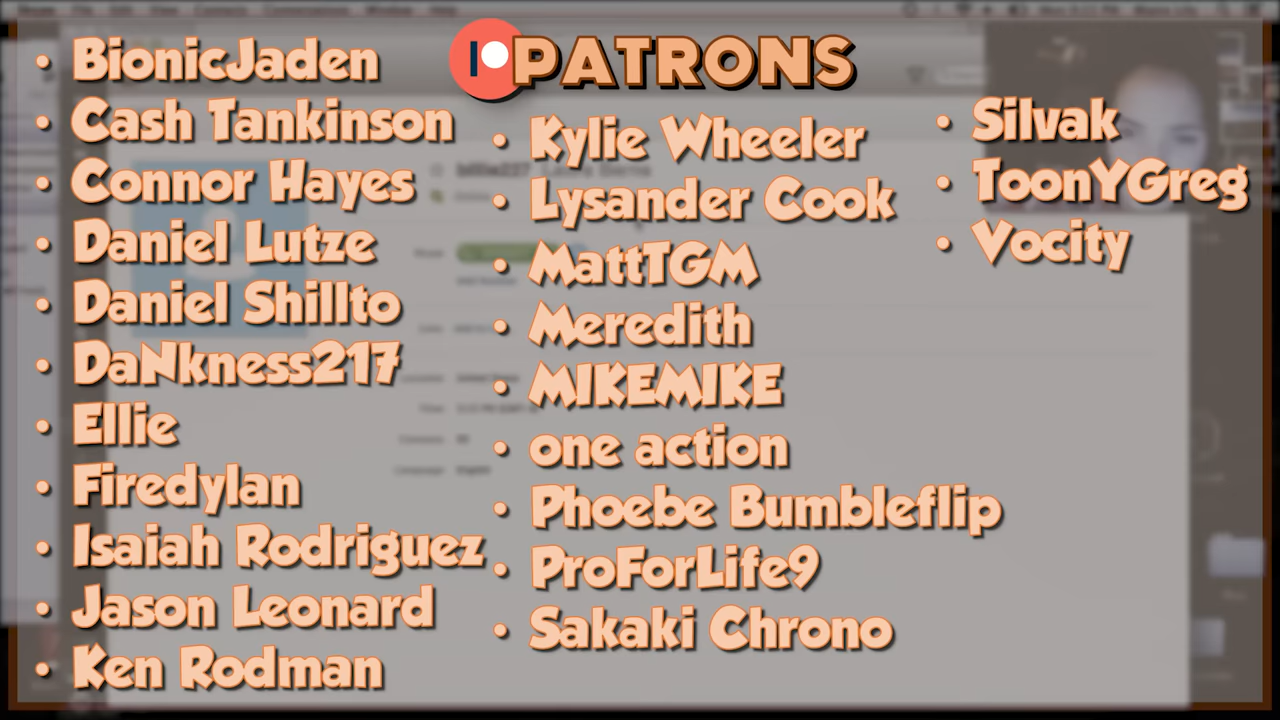 PATRONS
• BionicJaden
• Cash Tankinson
• Connor Hayes
• Daniel Lutze
• Daniel Shillto
• DaNkness217
• Ellie
• Firedylan
• Isaiah Rodriguez
• Jason Leonard
• Ken Rodman
• Kylie Wheeler
• Lysander Cook
• MattTGM
• Meredith
• MIKEMIKE
• one action
• Phoebe Bumbleflip
• ProForLife9
• Sakaki Chrono
• Silvak
• ToonYGreg
• Vocity